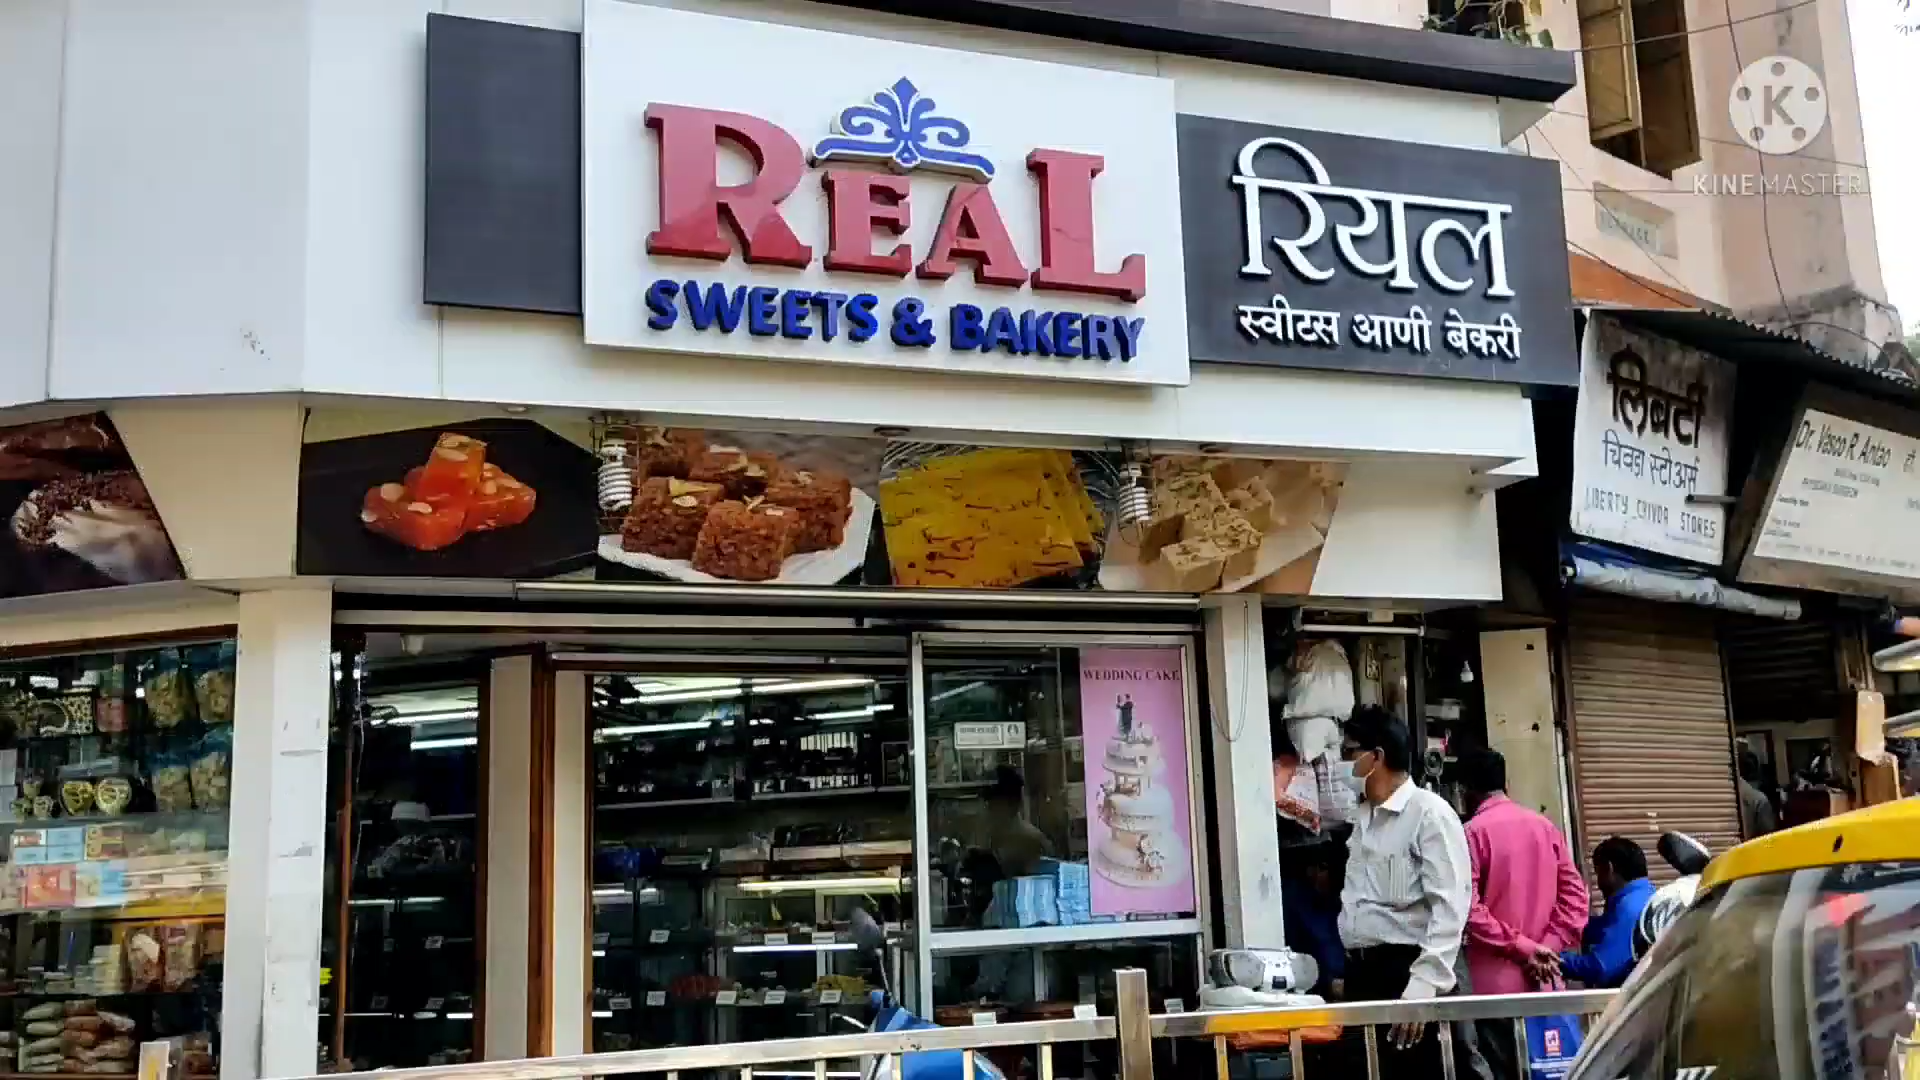 REAL
SWEETS & BAKERY
रियल
स्वीटस आणी बेकरी
K
KINEMASTER
लिबर्टी
चिवडा स्टोअर्स
LIBERTY CHIVDA STORES
Dr. Vasco R. Antao
WEDDING CAKE